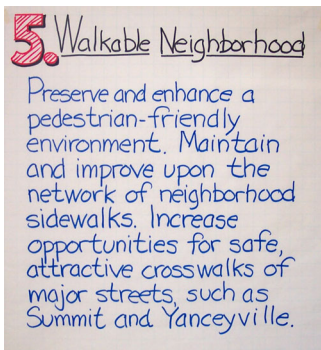 5. Walkable Neighborhood
Preserve and enhance a
pedestrian-friendly
environment. Maintain
and improve upon the
network of neighborhood
sidewalks. Increase
opportunities for safe,
attractive crosswalks of
major streets, such as
Summit and Yanceyville.